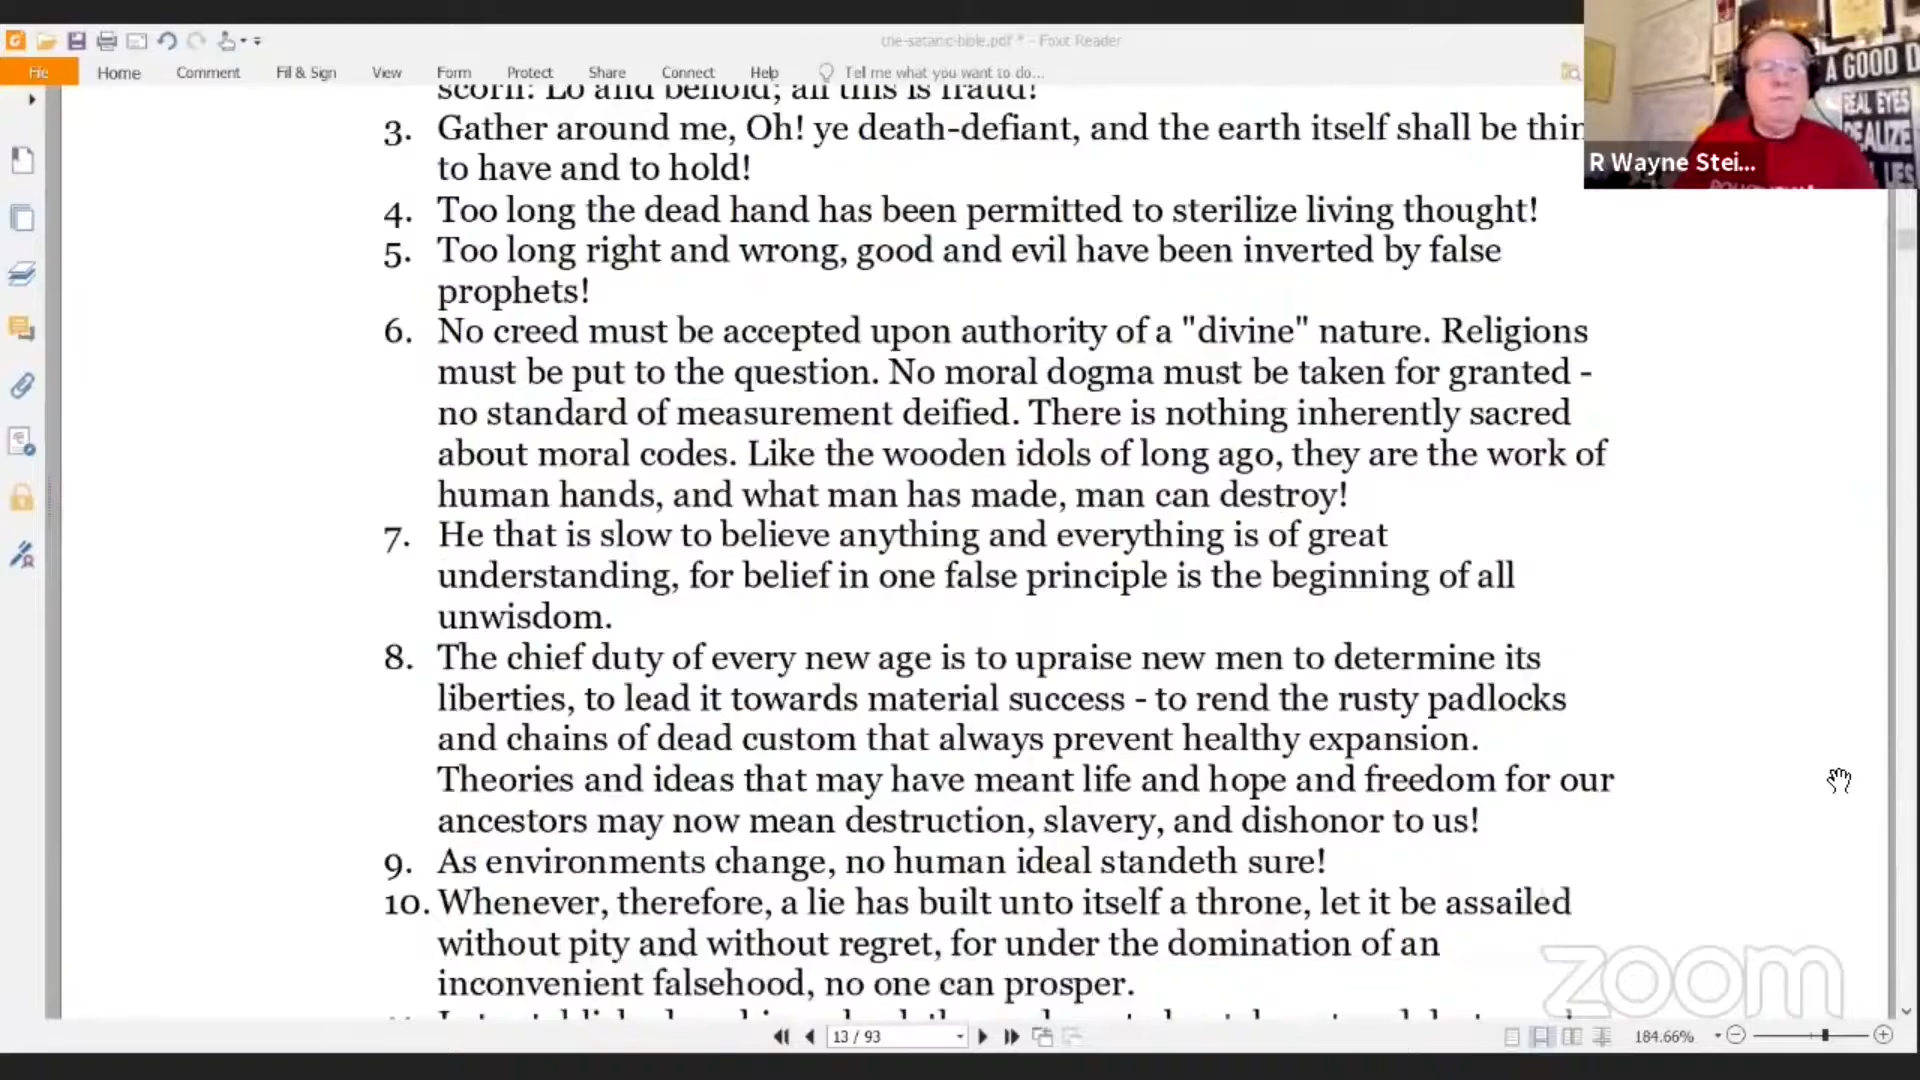 the-satanic-bible.pdf * - Foxit Reader
File Home Comment Fill & Sign View Form Protect Share Connect Help Tell me what you want to do...
scorn: Lo and behold; all this is fraud!
3. Gather around me, Oh! ye death-defiant, and the earth itself shall be thin
to have and to hold!
4. Too long the dead hand has been permitted to sterilize living thought!
5. Too long right and wrong, good and evil have been inverted by false
prophets!
6. No creed must be accepted upon authority of a "divine" nature. Religions
must be put to the question. No moral dogma must be taken for granted -
no standard of measurement deified. There is nothing inherently sacred
about moral codes. Like the wooden idols of long ago, they are the work of
human hands, and what man has made, man can destroy!
7. He that is slow to believe anything and everything is of great
understanding, for belief in one false principle is the beginning of all
unwisdom.
8. The chief duty of every new age is to upraise new men to determine its
liberties, to lead it towards material success - to rend the rusty padlocks
and chains of dead custom that always prevent healthy expansion.
Theories and ideas that may have meant life and hope and freedom for our
ancestors may now mean destruction, slavery, and dishonor to us!
9. As environments change, no human ideal standeth sure!
10. Whenever, therefore, a lie has built unto itself a throne, let it be assailed
without pity and without regret, for under the domination of an
inconvenient falsehood, no one can prosper.
A GOOD D
REAL EYES
REALIZE
LIES
R Wayne Stei...
zoom
13 / 93
184.66%